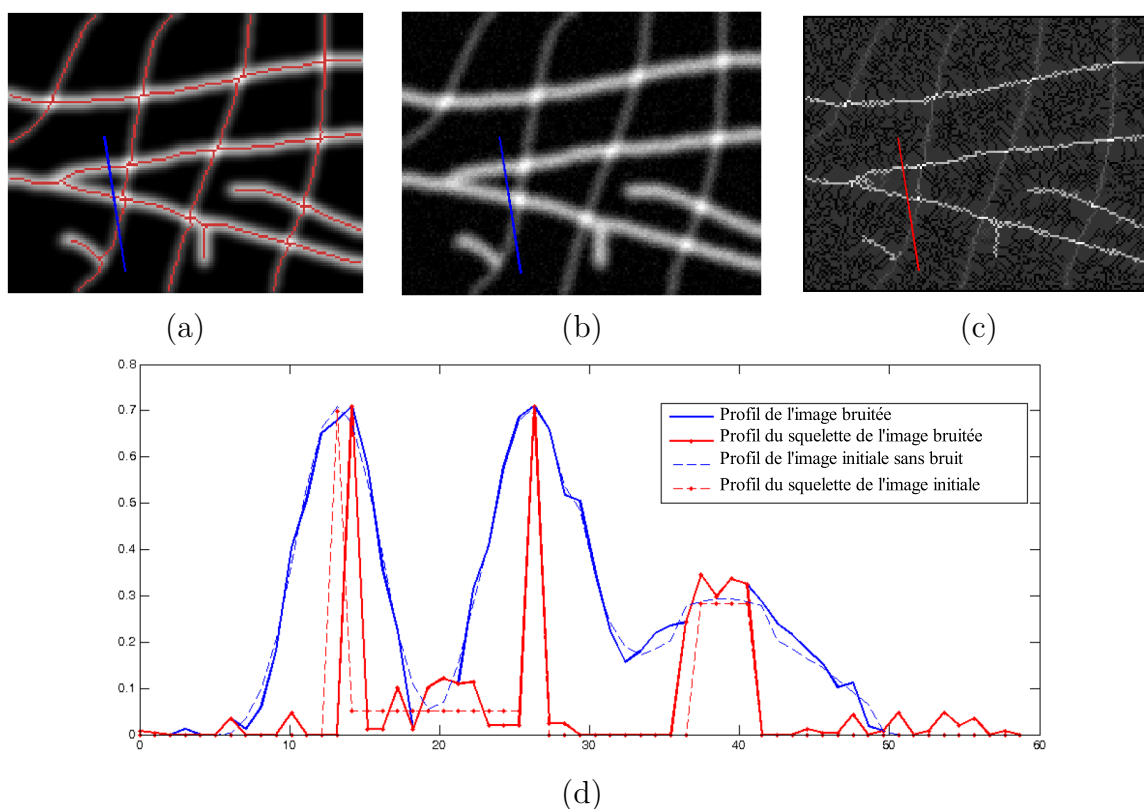 (a)
(b)
(c)
0.8
0.7
0.6
0.5
0.4
0.3
0.2
0.1
0
Profil de l'image bruitée
Profil du squelette de l'image bruitée
Profil de l'image initiale sans bruit
Profil du squelette de l'image initiale
0
10
20
30
40
50
60
(d)